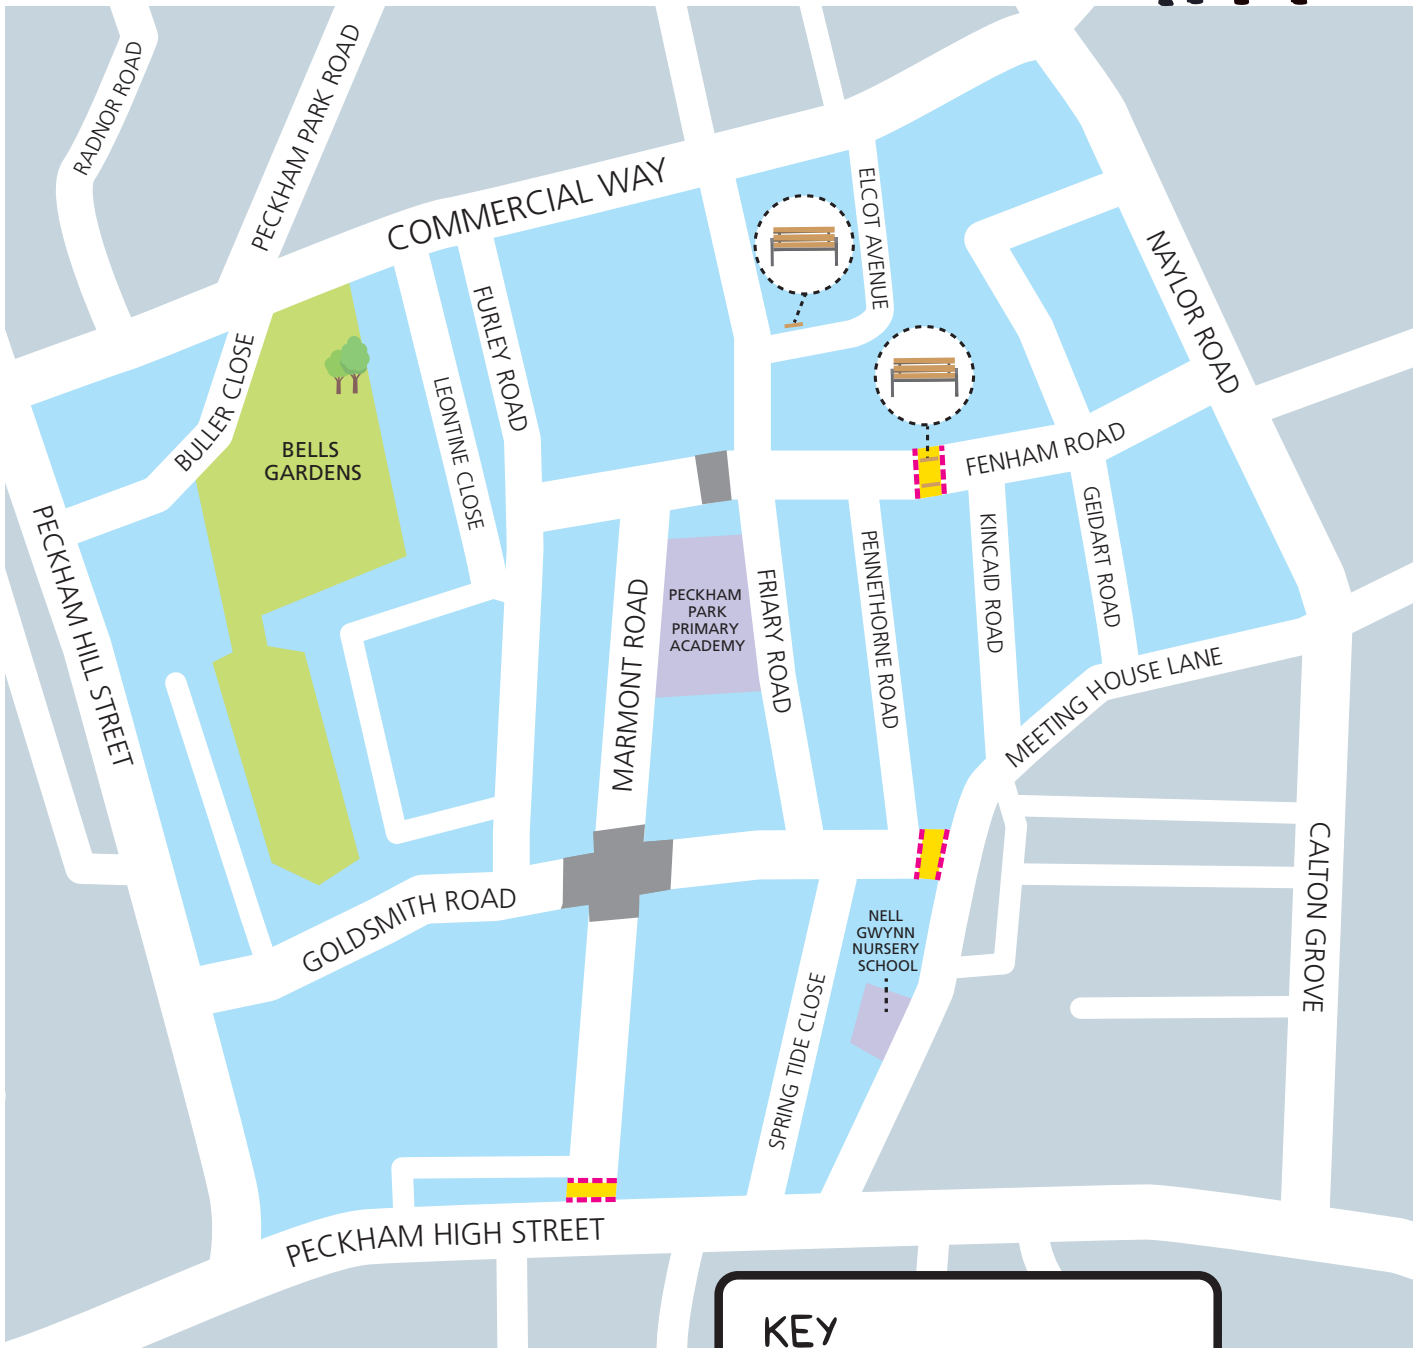 RADNOR ROAD
PECKHAM PARK ROAD
COMMERCIAL WAY
ELCOT AVENUE
NAYLOR ROAD
FURLEY ROAD
BULLER CLOSE
LEONTINE CLOSE
BELLS
GARDENS
FENHAM ROAD
PECKHAM HILL STREET
GEIDART ROAD
KINCAID ROAD
PENNETHORNE ROAD
FRIARY ROAD
MARMONT ROAD
PECKHAM
PARK
PRIMARY
ACADEMY
MEETING HOUSE LANE
CALTON GROVE
GOLDSMITH ROAD
NELL
GWYNN
NURSERY
SCHOOL
SPRING TIDE CLOSE
PECKHAM HIGH STREET
KEY